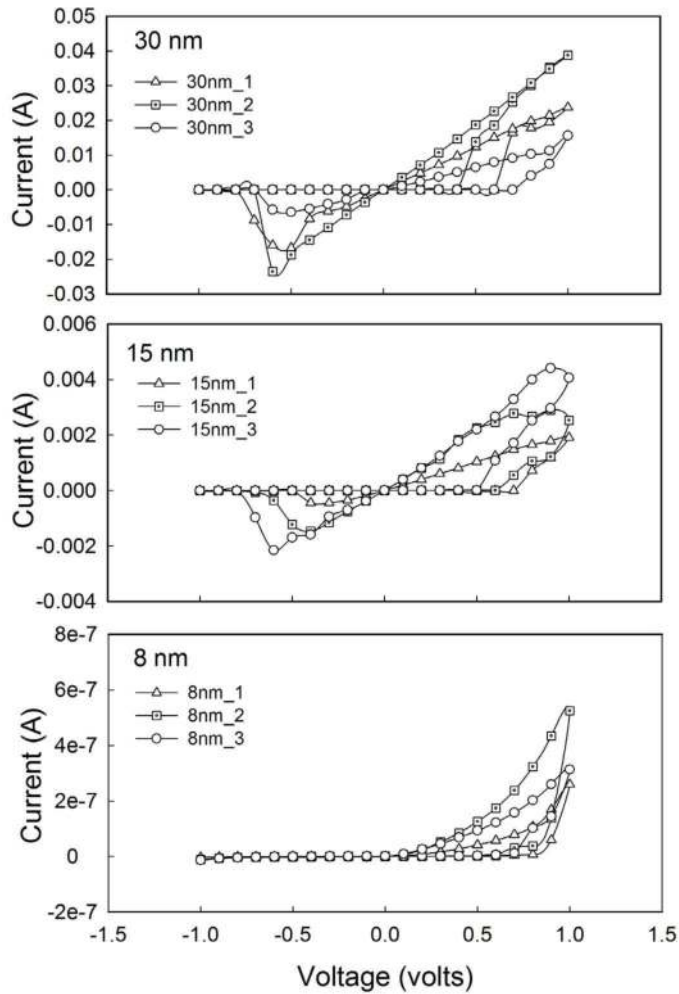 30 nm
30nm_1
30nm_2
30nm_3
Current (A)
0.05
0.04
0.03
0.02
0.01
0.00
-0.01
-0.02
-0.03
15 nm
15nm_1
15nm_2
15nm_3
Current (A)
0.006
0.004
0.002
0.000
-0.002
-0.004
8 nm
8nm_1
8nm_2
8nm_3
Current (A)
8e-7
6e-7
4e-7
2e-7
0
-2e-7
-1.5 -1.0 -0.5 0.0 0.5 1.0 1.5
Voltage (volts)